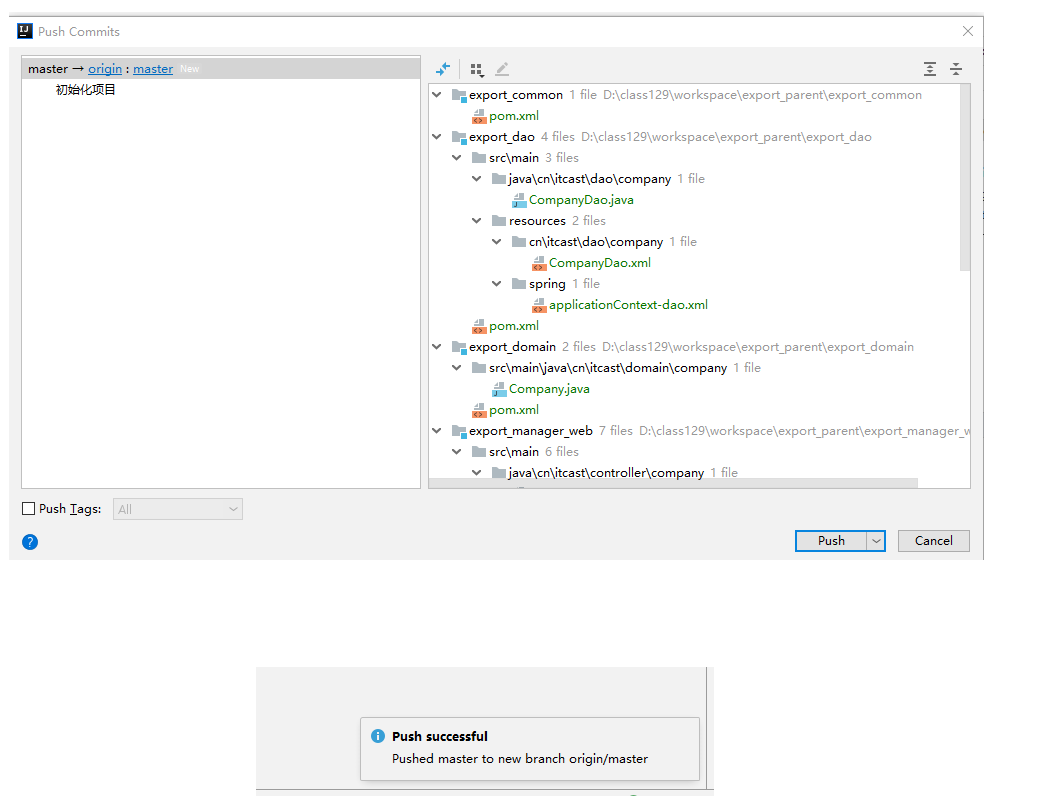 Push Commits
master → origin : master New
初始化项目
export_common 1 file D:\class129\workspace\export_parent\export_common
pom.xml
export_dao 4 files D:\class129\workspace\export_parent\export_dao
src\main 3 files
java\cn\itcast\dao\company 1 file
CompanyDao.java
resources 2 files
cn\itcast\dao\company 1 file
CompanyDao.xml
spring 1 file
applicationContext-dao.xml
pom.xml
export_domain 2 files D:\class129\workspace\export_parent\export_domain
src\main\java\cn\itcast\domain\company 1 file
Company.java
pom.xml
export_manager_web 7 files D:\class129\workspace\export_parent\export_manager_w
src\main 6 files
java\cn\itcast\controller\company 1 file
Push Tags: All
?
Push Cancel
Push successful
Pushed master to new branch origin/master